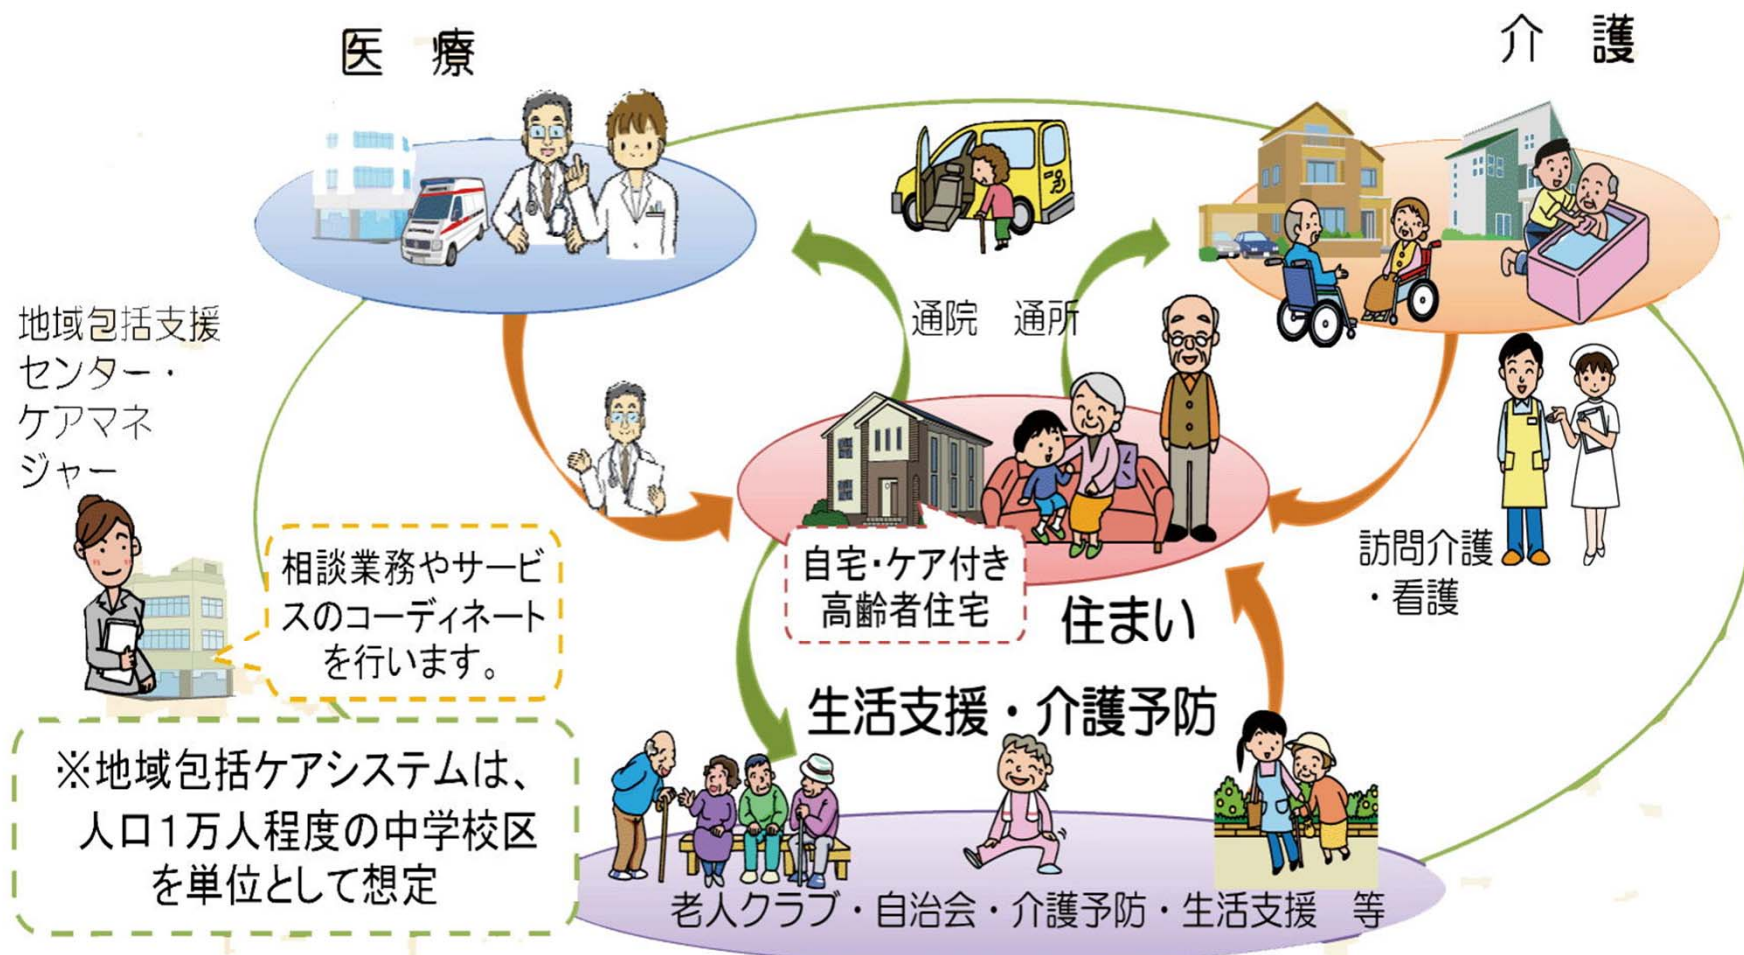 医 療
介 護
通院 通所
地域包括支援
センター・
ケアマネ
ジャー
相談業務やサービ
スのコーディネート
を行います。
自宅・ケア付き
高齢者住宅
住まい
訪問介護
・看護
生活支援・介護予防
※地域包括ケアシステムは、
人口1万人程度の中学校区
を単位として想定
老人クラブ・自治会・介護予防・生活支援 等